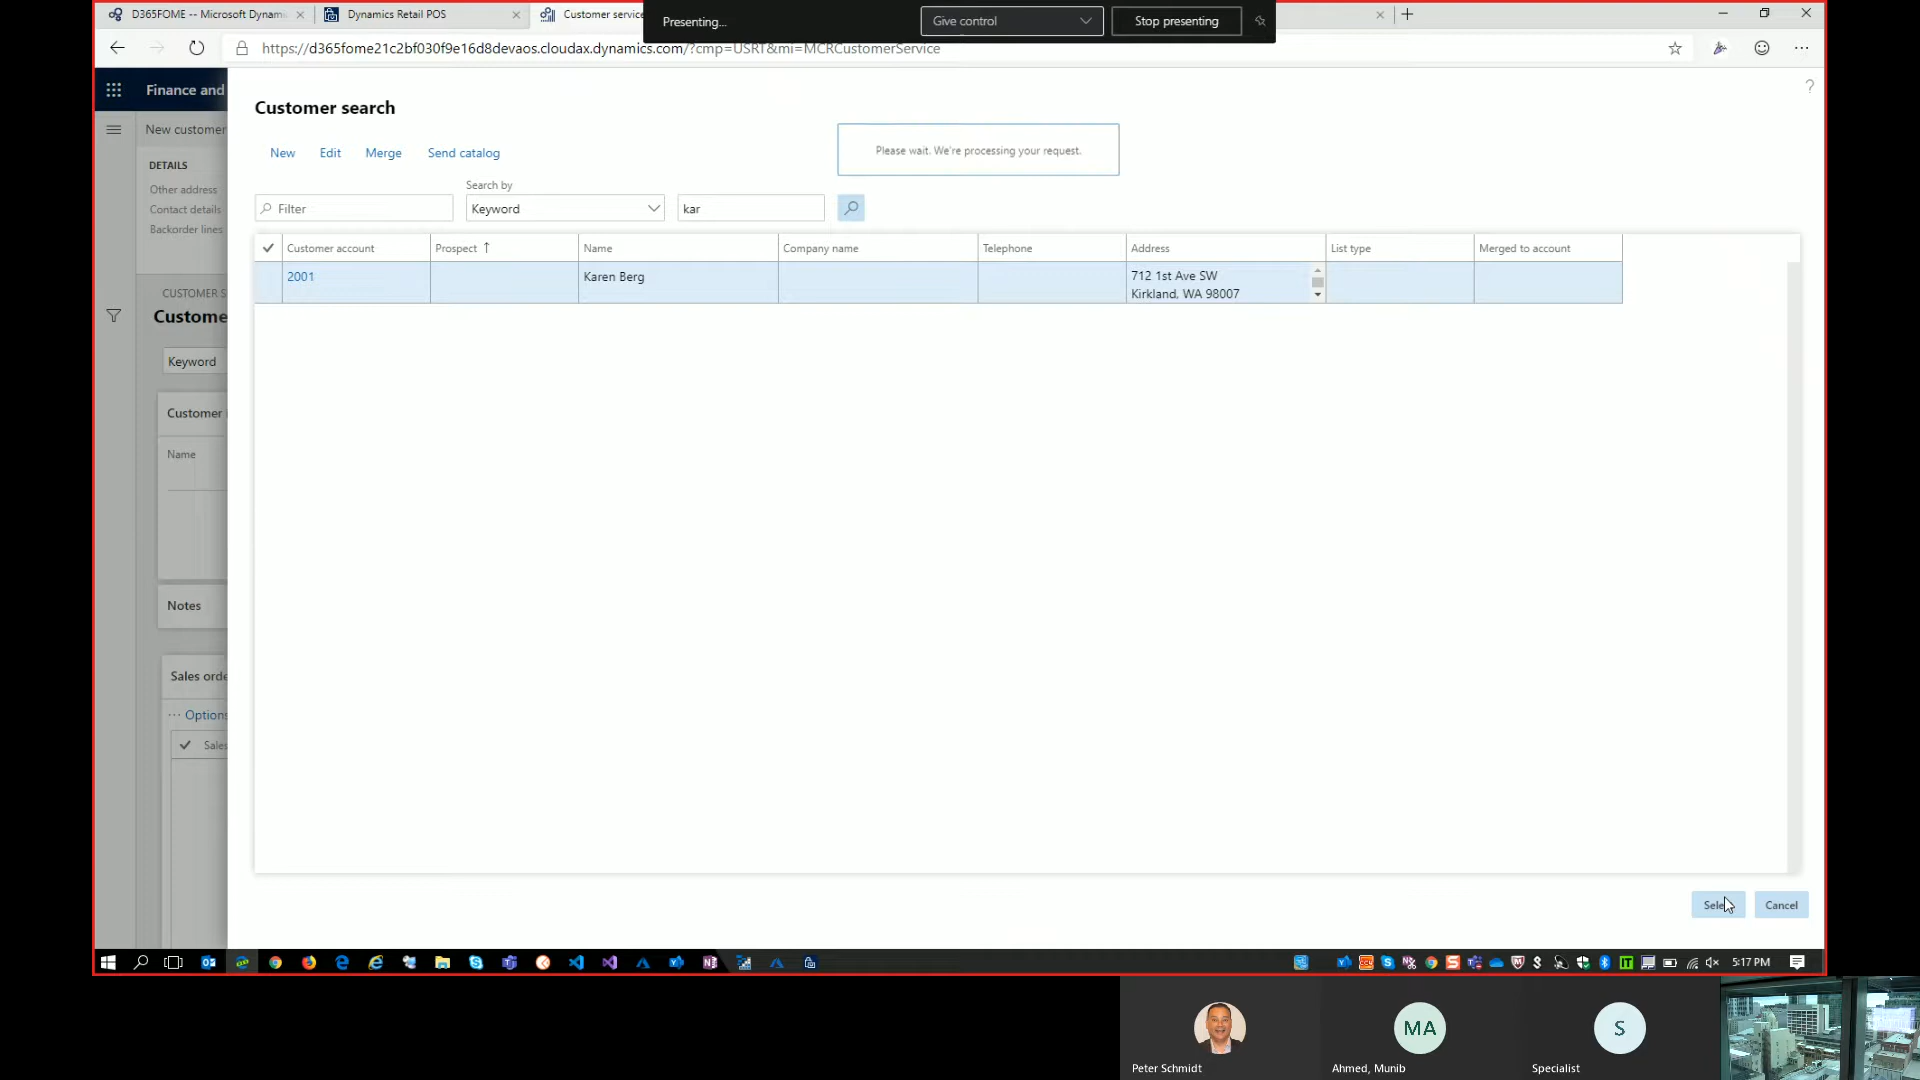 D365FOME -- Microsoft Dynami
Dynamics Retail POS
Customer service
Presenting...
Give control
Stop presenting
https://d365fome21c2bf030f9e16d8devaos.cloudax.dynamics.com/?cmp=USRT&mi=MCRCustomerService
Finance and
Customer search
?
New customer
New
Edit
Merge
Send catalog
Please wait. We're processing your request.
DETAILS
Other address
Contact details
Backorder lines
Search by
Filter
Keyword
kar
Customer account
Prospect
Name
Company name
Telephone
Address
List type
Merged to account
2001
Karen Berg
712 1st Ave SW
Kirkland, WA 98007
CUSTOMER S
Custome
Keyword
Customer
Name
Notes
Sales orde
Options
Sales
Sele
Cancel
5:17 PM
MA
S
Peter Schmidt
Ahmed, Munib
Specialist